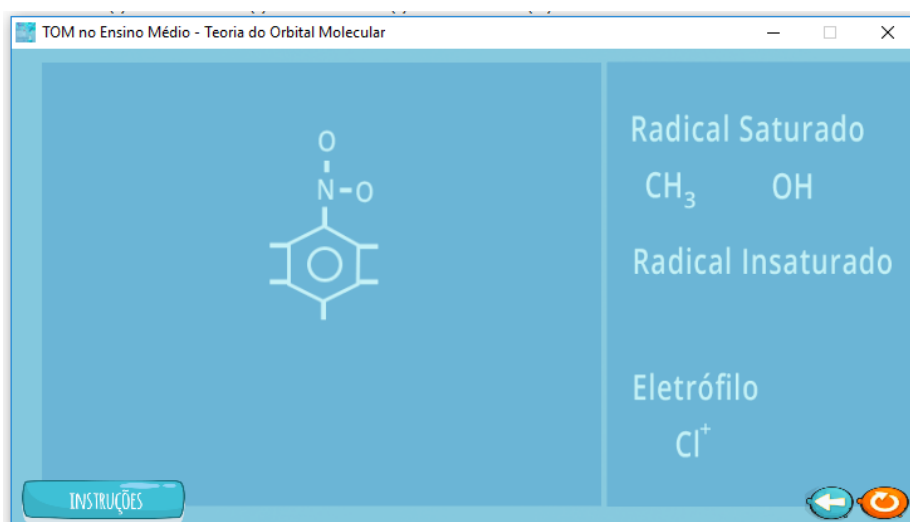 TOM no Ensino Médio - Teoria do Orbital Molecular
O
N-O
Radical Saturado
CH₃ OH
Radical Insaturado
Eletrófilo
Cl⁺
INSTRUÇÕES